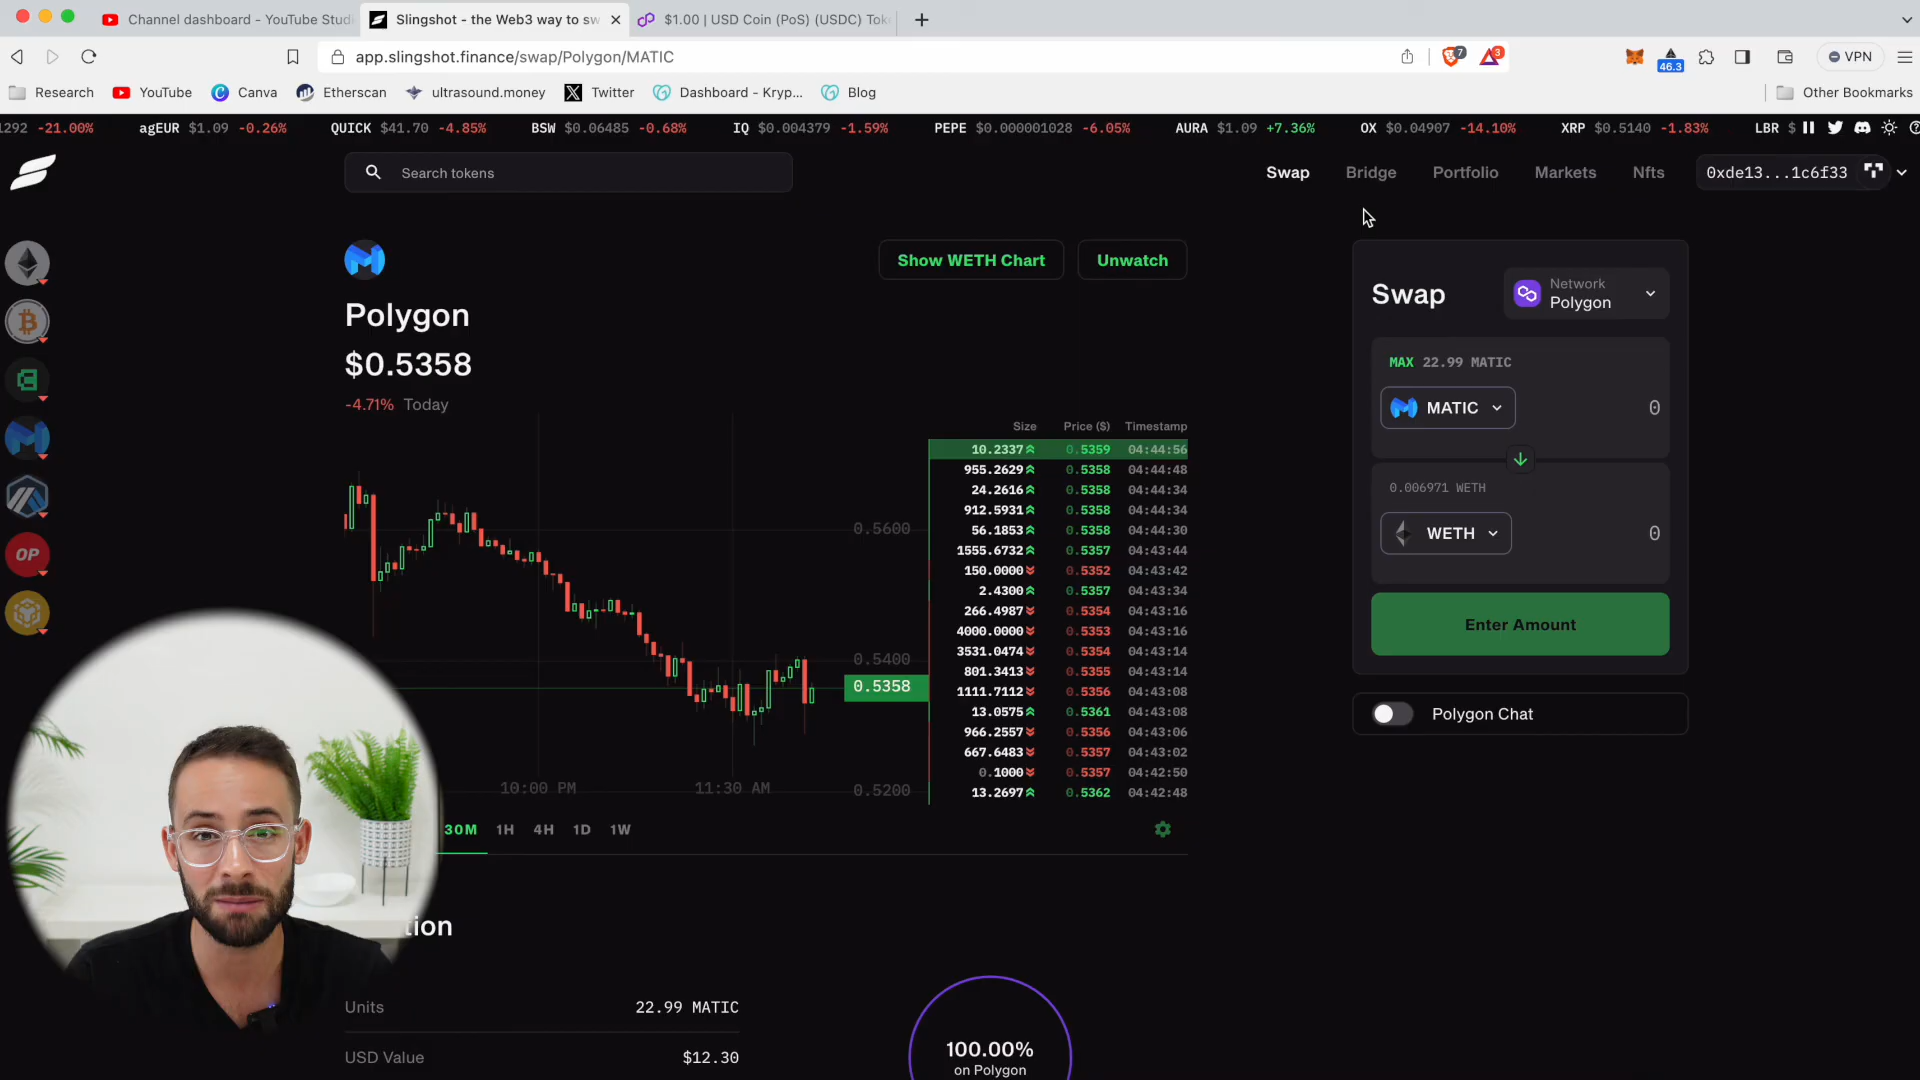 Channel dashboard - YouTube Studi
Slingshot - the Web3 way to sw
$1.00 | USD Coin (PoS) (USDC) Tok
app.slingshot.finance/swap/Polygon/MATIC
7
3
46.3
VPN
Research
YouTube
Canva
Etherscan
ultrasound.money
Twitter
Dashboard - Kryp...
Blog
Other Bookmarks
1292 -21.00%
agEUR $1.09 -0.26%
QUICK $41.70 -4.85%
BSW $0.06485 -0.68%
IQ $0.004379 -1.59%
PEPE $0.000001028 -6.05%
AURA $1.09 +7.36%
OX $0.04907 -14.10%
XRP $0.5140 -1.83%
LBR $
Search tokens
Swap
Bridge
Portfolio
Markets
Nfts
0xde13...1c6f33
Show WETH Chart
Unwatch
Polygon
$0.5358
-4.71% Today
Size Price ($) Timestamp
10.2337 0.5359 04:44:56
955.2629 0.5358 04:44:48
24.2616 0.5358 04:44:34
912.5931 0.5358 04:44:34
56.1853 0.5358 04:44:30
1555.6732 0.5357 04:43:44
150.0000 0.5352 04:43:42
2.4300 0.5357 04:43:34
266.4987 0.5354 04:43:16
4000.0000 0.5353 04:43:16
3531.0474 0.5354 04:43:14
801.3413 0.5355 04:43:14
1111.7112 0.5356 04:43:08
13.0575 0.5361 04:43:08
966.2557 0.5356 04:43:06
667.6483 0.5357 04:43:02
0.1000 0.5357 04:42:50
13.2697 0.5362 04:42:48
0.5600
0.5400
0.5358
0.5200
10:00 PM
11:30 AM
30M
1H
4H
1D
1W
Swap
Network
Polygon
MAX 22.99 MATIC
MATIC
0
0.006971 WETH
WETH
0
Enter Amount
Polygon Chat
OP
tion
Units 22.99 MATIC
USD Value $12.30
100.00%
on Polygon